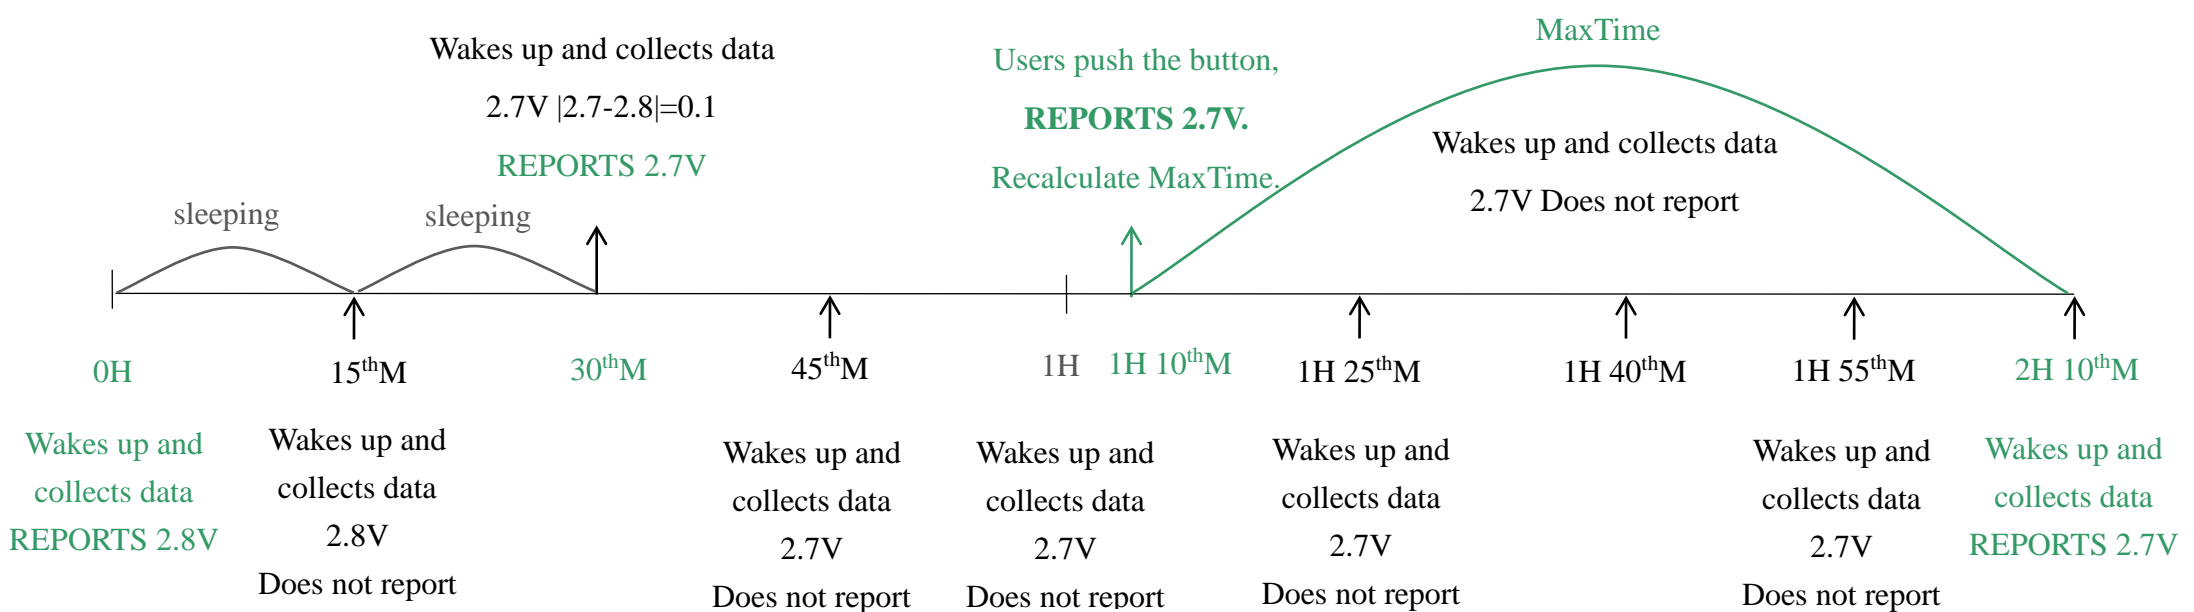 MaxTime
Wakes up and collects data
2.7V |2.7-2.8|=0.1
REPORTS 2.7V
Users push the button,
REPORTS 2.7V.
Recalculate MaxTime.
Wakes up and collects data
2.7V Does not report
sleeping
sleeping
0H
15thM
30thM
45thM
1H
1H 10thM
1H 25thM
1H 40thM
1H 55thM
2H 10thM
Wakes up and
collects data
REPORTS 2.8V
Wakes up and
collects data
2.8V
Does not report
Wakes up and
collects data
2.7V
Does not report
Wakes up and
collects data
2.7V
Does not report
Wakes up and
collects data
2.7V
Does not report
Wakes up and
collects data
2.7V
Does not report
Wakes up and
collects data
REPORTS 2.7V